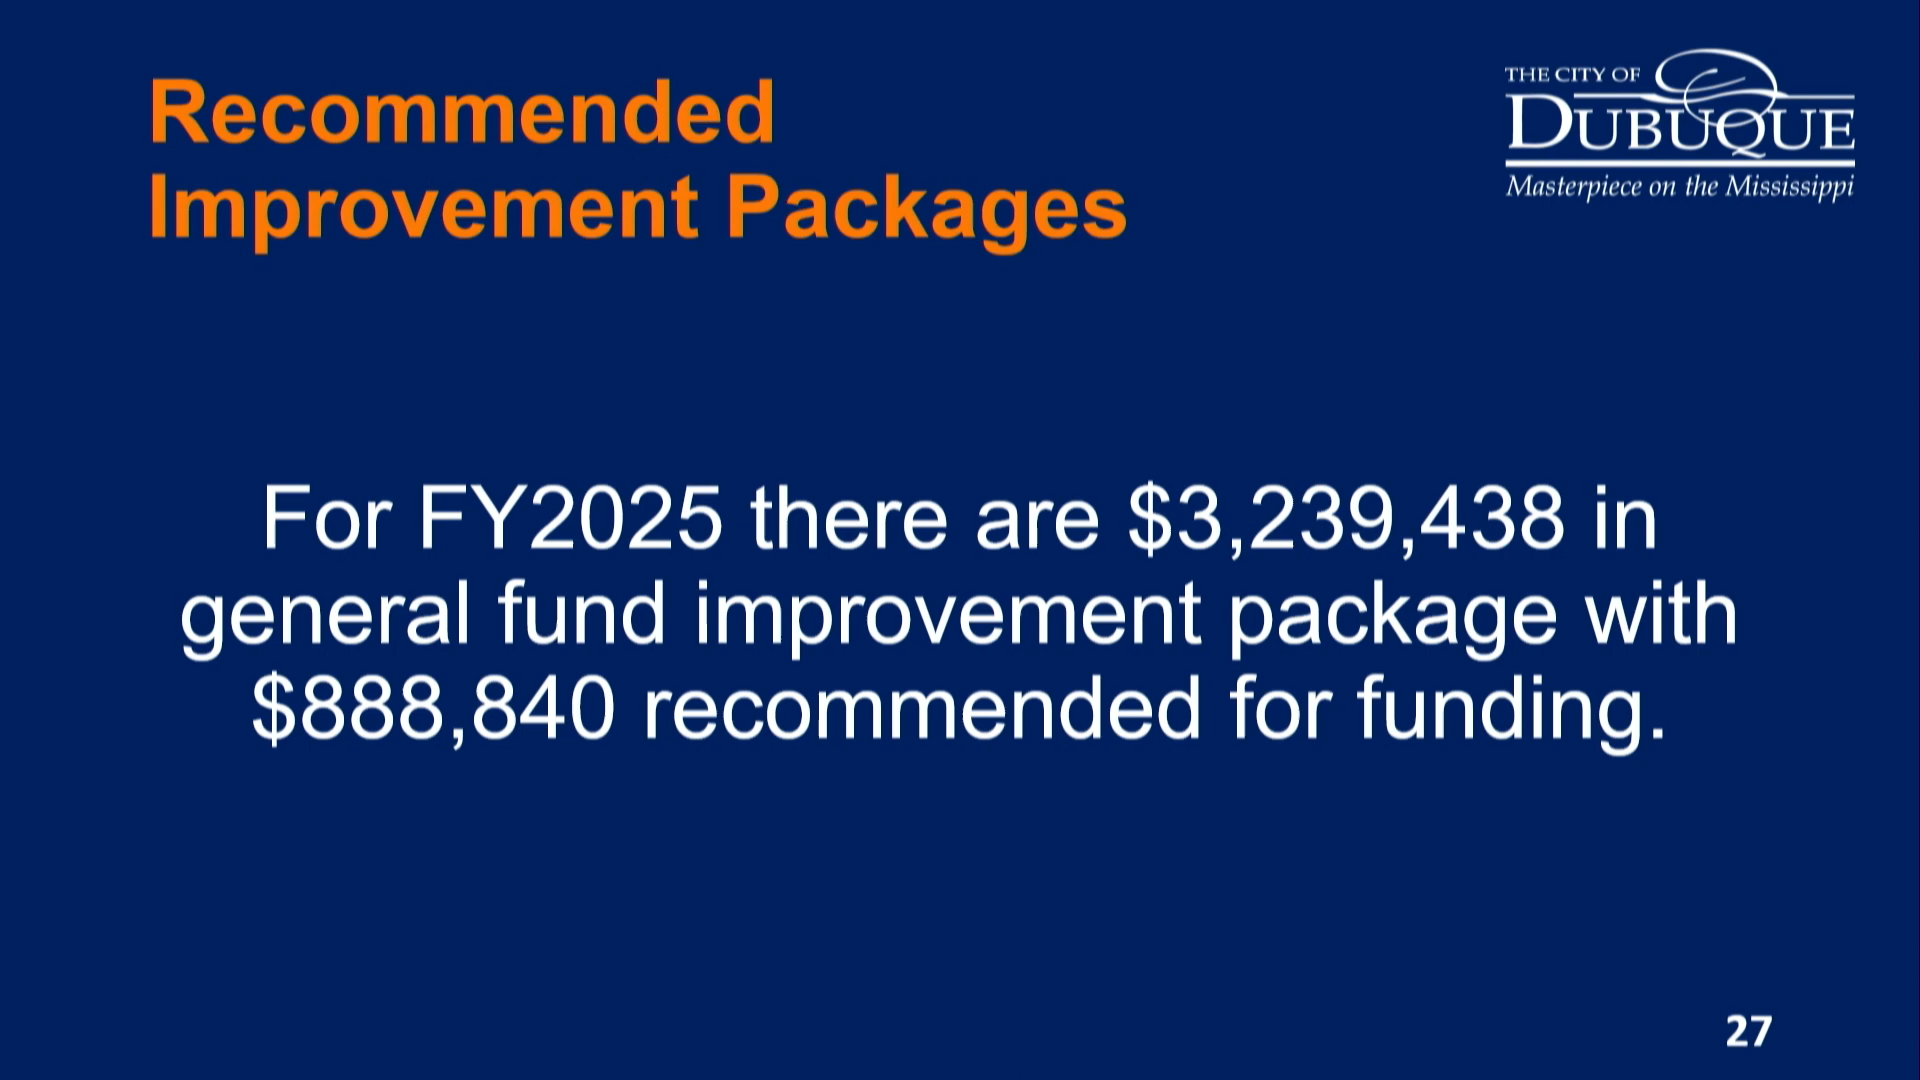 Recommended
Improvement Packages
THE CITY OF
DUBUQUE
Masterpiece on the Mississippi
For FY2025 there are $3,239,438 in
general fund improvement package with
$888,840 recommended for funding.
27